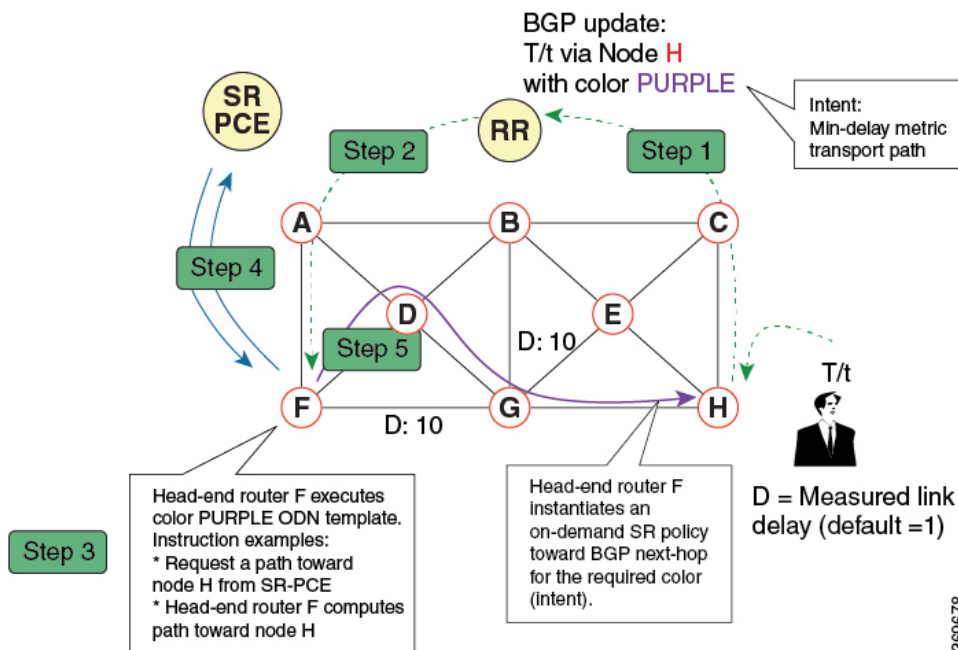 BGP update:
T/t via Node H
with color PURPLE
Intent:
Min-delay metric
transport path
SR
PCE
RR
Step 2
Step 1
A
B
C
Step 4
D
E
Step 5
D: 10
T/t
F
G
H
D: 10
Head-end router F executes
color PURPLE ODN template.
Instruction examples:
* Request a path toward
node H from SR-PCE
* Head-end router F computes
path toward node H
Step 3
Head-end router F
instantiates an
on-demand SR policy
toward BGP next-hop
for the required color
(intent).
D = Measured link
delay (default =1)
369678